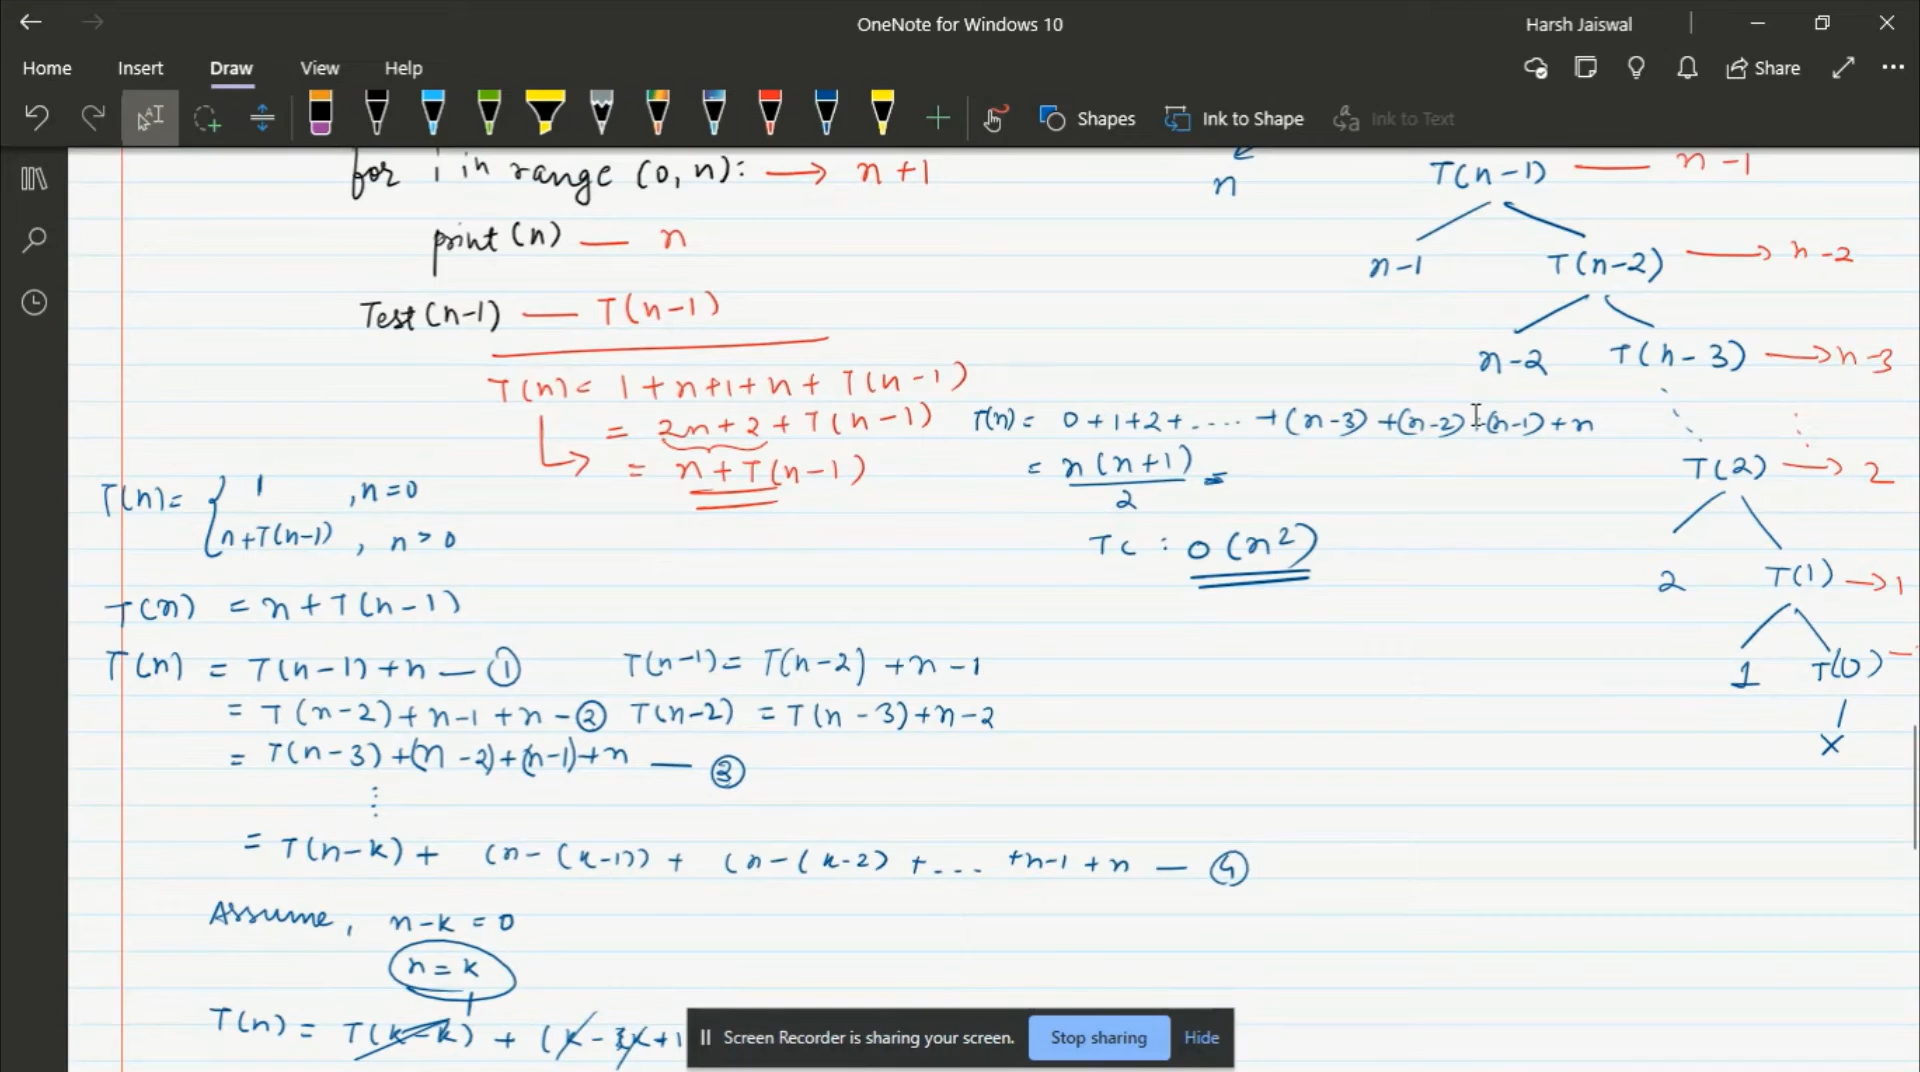 OneNote for Windows 10
Harsh Jaiswal
Home Insert Draw View Help
Share
Shapes Ink to Shape Ink to Text
for i in range (0, n): → n+1
print (n) — n
Test (n-1) — T(n-1)
T(n) = 1 + n+1 + n + T(n-1)
= 2n+2 + T(n-1)
= n + T(n-1)
T(n) = { 1 , n=0
n+T(n-1) , n>0
T(n) = n + T(n-1)
T(n) = T(n-1) + n — ①
= T(n-2) + n-1 + n - ②
= T(n-3) + (n-2) + (n-1) + n — ③
⋮
= T(n-k) + (n-(k-1)) + (n-(k-2) + .... +n-1 + n — ④
Assume, n-k = 0
n = k
T(n-1) = T(n-2) + n-1
T(n-2) = T(n-3) + n-2
T(n) = 0+1+2+ ..... + (n-3) + (n-2) + (n-1) + n
= n(n+1)
2 =
TC : O(n²)
n
T(n-1) — n-1
n-1 T(n-2) → n-2
n-2 T(n-3) → n-3
T(2) → 2
2 T(1) → 1
1 T(0) -
×
T(n) = T(k-k) +
Screen Recorder is sharing your screen. Stop sharing Hide